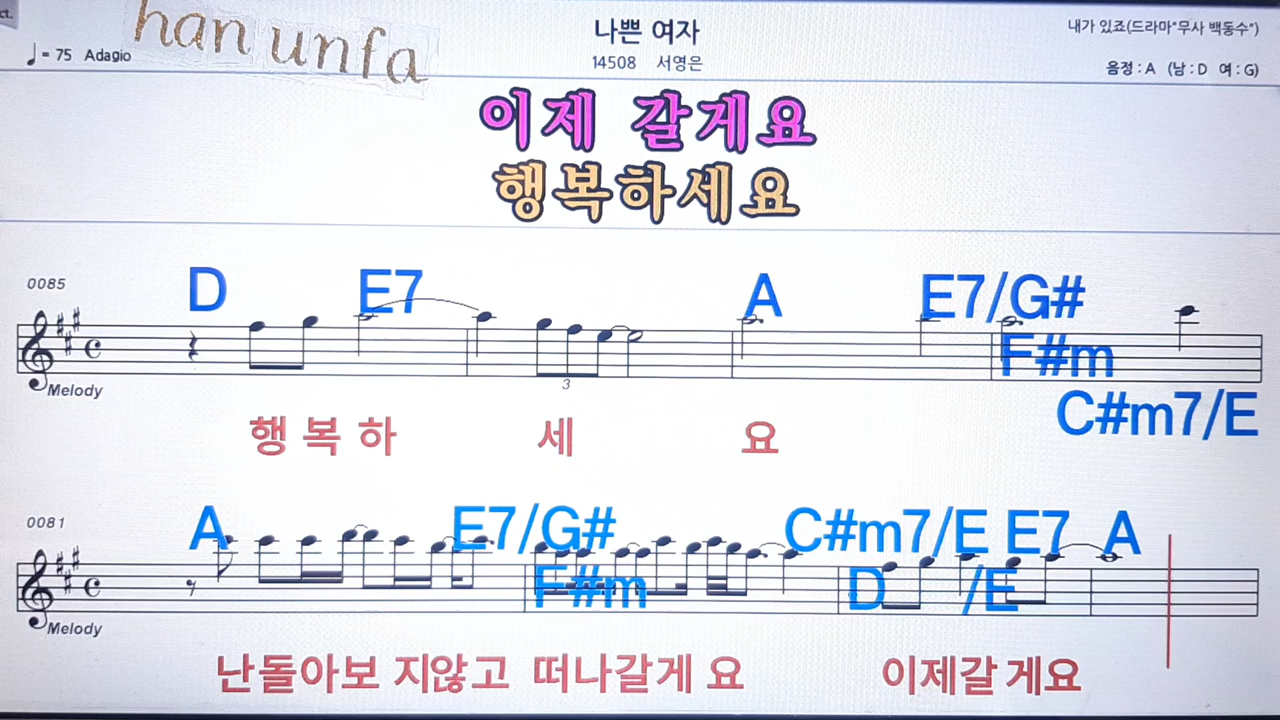 ct.
han unfa
♩= 75 Adagio
나쁜 여자
14508 서영은
내가 있죠(드라마"무사 백동수")
음정 : A (남 : D 여 : G)
이제 갈게요
행복하세요
0085
D E7 A E7/G#
F#m
C#m7/E
3
Melody
행 복 하 세 요
0081
A E7/G# C#m7/E E7 A
F#m D /E
Melody
난돌아보 지않고 떠나갈게 요 이제갈 게요